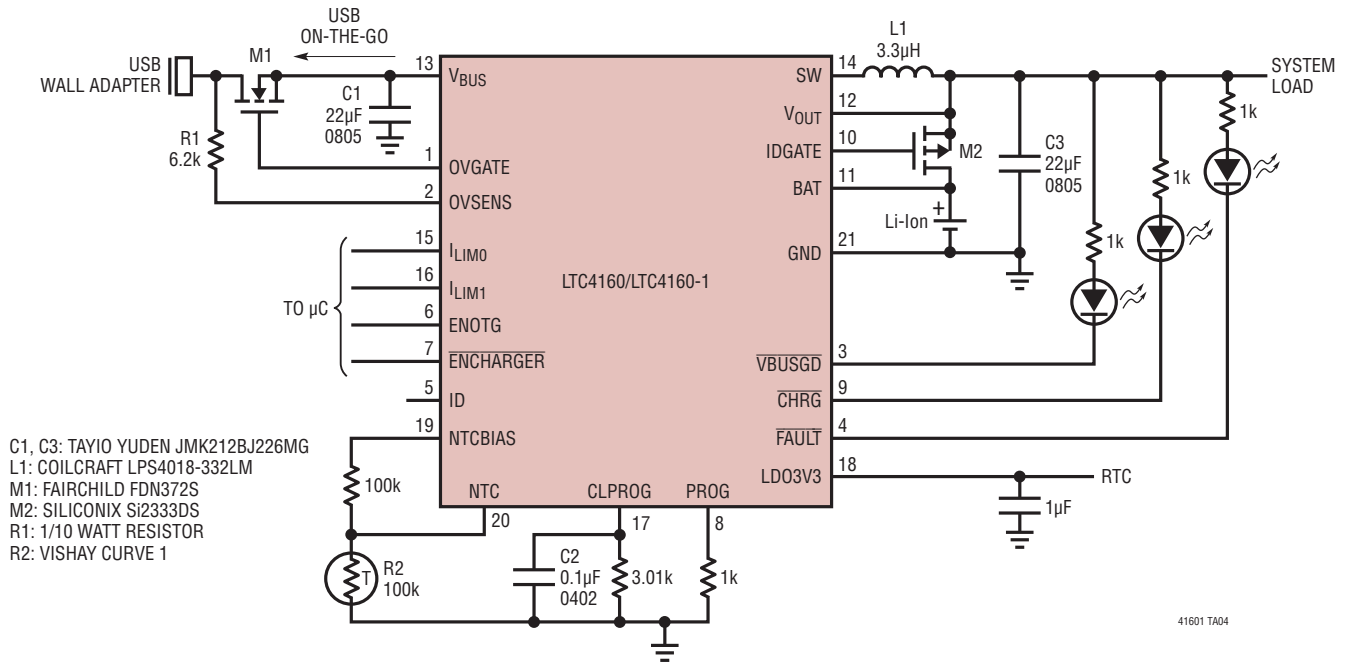 USB
ON-THE-GO
USB
WALL ADAPTER
M1
13
VBUS
C1
22µF
0805
R1
6.2k
1
OVGATE
2
OVSENS
15
ILIM0
16
ILIM1
TO µC
6
ENOTG
7
ENCHARGER
5
ID
19
NTCBIAS
LTC4160/LTC4160-1
SW
14
L1
3.3µH
SYSTEM
LOAD
VOUT
12
IDGATE
10
M2
BAT
11
Li-Ion
+
GND
21
C3
22µF
0805
1k
1k
1k
VBUSGD
3
CHRG
9
FAULT
4
LDO3V3
18
RTC
1µF
NTC
20
CLPROG
17
PROG
8
100k
T
R2
100k
C2
0.1µF
0402
3.01k
1k
C1, C3: TAYIO YUDEN JMK212BJ226MG
L1: COILCRAFT LPS4018-332LM
M1: FAIRCHILD FDN372S
M2: SILICONIX Si2333DS
R1: 1/10 WATT RESISTOR
R2: VISHAY CURVE 1
41601 TA04